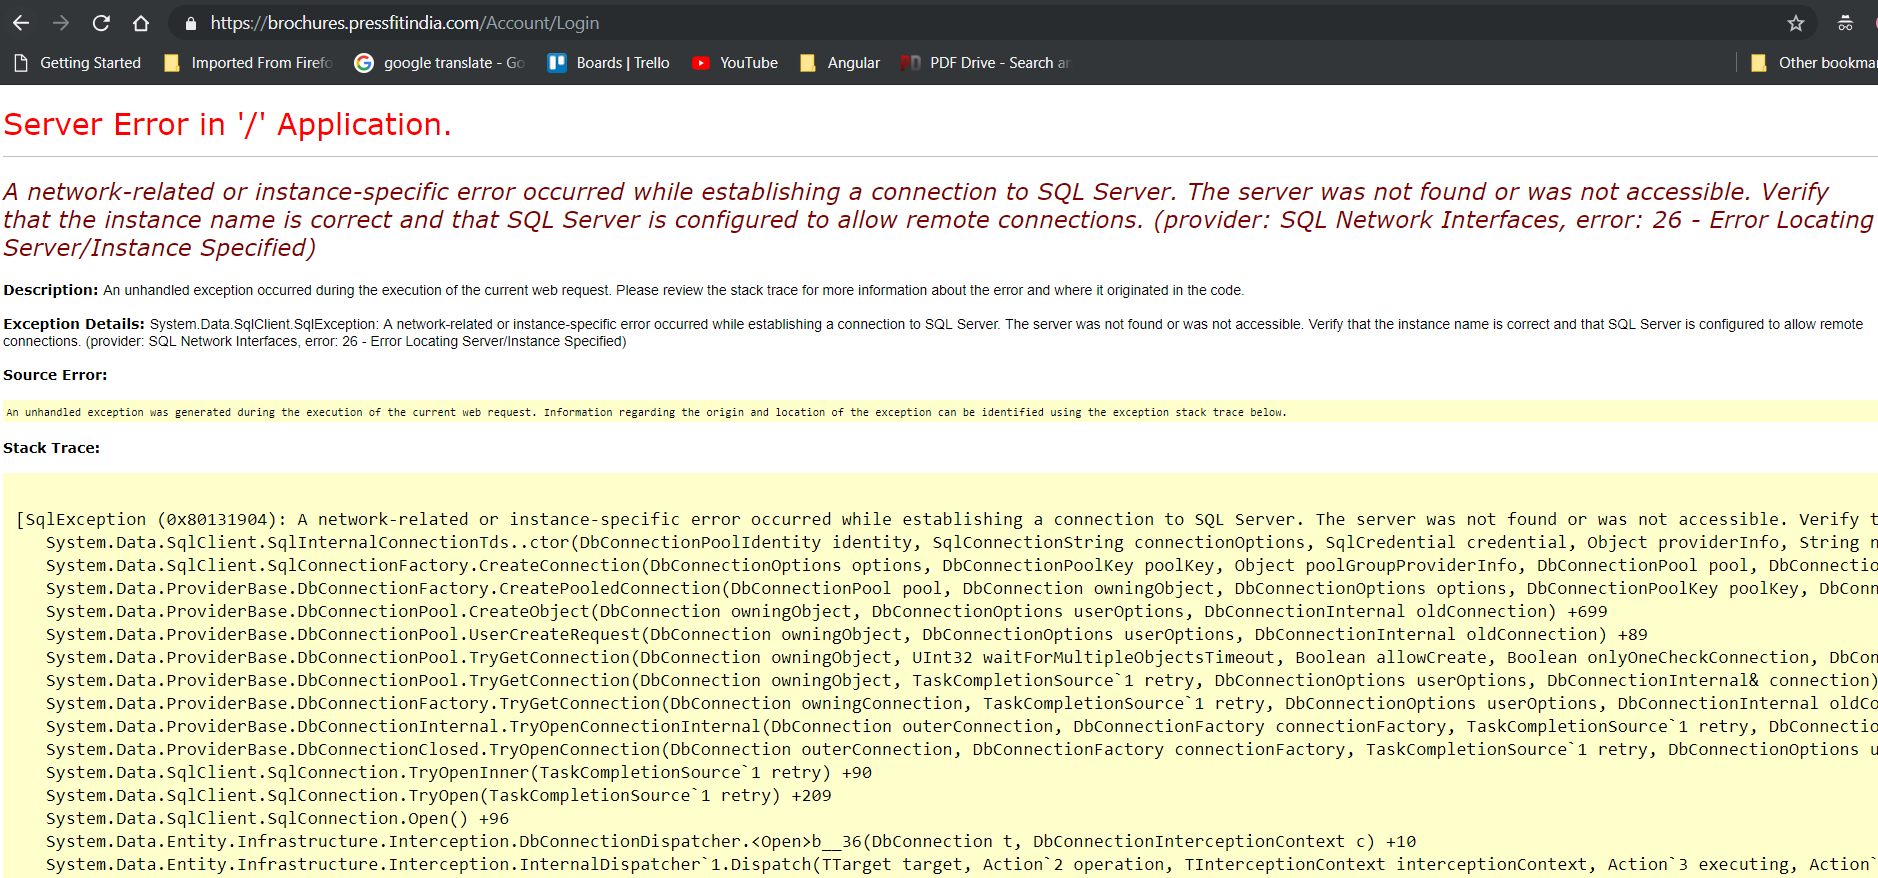 https://brochures.pressfitindia.com/Account/Login
Getting Started Imported From Firefo google translate - Go Boards | Trello YouTube Angular PDF Drive - Search an Other bookmar
Server Error in '/' Application.
A network-related or instance-specific error occurred while establishing a connection to SQL Server. The server was not found or was not accessible. Verify
that the instance name is correct and that SQL Server is configured to allow remote connections. (provider: SQL Network Interfaces, error: 26 - Error Locating
Server/Instance Specified)
Description: An unhandled exception occurred during the execution of the current web request. Please review the stack trace for more information about the error and where it originated in the code.
Exception Details: System.Data.SqlClient.SqlException: A network-related or instance-specific error occurred while establishing a connection to SQL Server. The server was not found or was not accessible. Verify that the instance name is correct and that SQL Server is configured to allow remote
connections. (provider: SQL Network Interfaces, error: 26 - Error Locating Server/Instance Specified)
Source Error:
An unhandled exception was generated during the execution of the current web request. Information regarding the origin and location of the exception can be identified using the exception stack trace below.
Stack Trace:
[SqlException (0x80131904): A network-related or instance-specific error occurred while establishing a connection to SQL Server. The server was not found or was not accessible. Verify t
System.Data.SqlClient.SqlInternalConnectionTds..ctor(DbConnectionPoolIdentity identity, SqlConnectionString connectionOptions, SqlCredential credential, Object providerInfo, String n
System.Data.SqlClient.SqlConnectionFactory.CreateConnection(DbConnectionOptions options, DbConnectionPoolKey poolKey, Object poolGroupProviderInfo, DbConnectionPool pool, DbConnectio
System.Data.ProviderBase.DbConnectionFactory.CreatePooledConnection(DbConnectionPool pool, DbConnection owningObject, DbConnectionOptions options, DbConnectionPoolKey poolKey, DbConn
System.Data.ProviderBase.DbConnectionPool.CreateObject(DbConnection owningObject, DbConnectionOptions userOptions, DbConnectionInternal oldConnection) +699
System.Data.ProviderBase.DbConnectionPool.UserCreateRequest(DbConnection owningObject, DbConnectionOptions userOptions, DbConnectionInternal oldConnection) +89
System.Data.ProviderBase.DbConnectionPool.TryGetConnection(DbConnection owningObject, UInt32 waitForMultipleObjectsTimeout, Boolean allowCreate, Boolean onlyOneCheckConnection, DbCon
System.Data.ProviderBase.DbConnectionPool.TryGetConnection(DbConnection owningObject, TaskCompletionSource`1 retry, DbConnectionOptions userOptions, DbConnectionInternal& connection)
System.Data.ProviderBase.DbConnectionFactory.TryGetConnection(DbConnection owningConnection, TaskCompletionSource`1 retry, DbConnectionOptions userOptions, DbConnectionInternal oldCo
System.Data.ProviderBase.DbConnectionInternal.TryOpenConnectionInternal(DbConnection outerConnection, DbConnectionFactory connectionFactory, TaskCompletionSource`1 retry, DbConnectio
System.Data.ProviderBase.DbConnectionClosed.TryOpenConnection(DbConnection outerConnection, DbConnectionFactory connectionFactory, TaskCompletionSource`1 retry, DbConnectionOptions u
System.Data.SqlClient.SqlConnection.TryOpenInner(TaskCompletionSource`1 retry) +90
System.Data.SqlClient.SqlConnection.TryOpen(TaskCompletionSource`1 retry) +209
System.Data.SqlClient.SqlConnection.Open() +96
System.Data.Entity.Infrastructure.Interception.DbConnectionDispatcher.<Open>b__36(DbConnection t, DbConnectionInterceptionContext c) +10
System.Data.Entity.Infrastructure.Interception.InternalDispatcher`1.Dispatch(TTarget target, Action`2 operation, TInterceptionContext interceptionContext, Action`3 executing, Action`